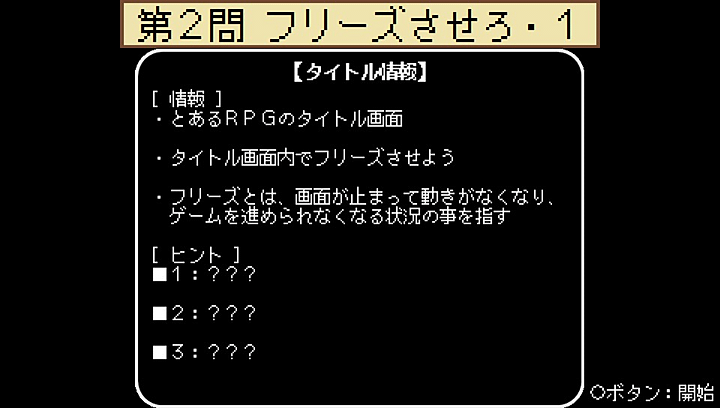 第２問 フリーズさせろ・１
【タイトル情報】
[ 情報 ]
・とあるＲＰＧのタイトル画面
・タイトル画面内でフリーズさせよう
・フリーズとは、画面が止まって動きがなくなり、
ゲームを進められなくなる状況の事を指す
[ ヒント ]
■１：？？？
■２：？？？
■３：？？？
○ボタン：開始